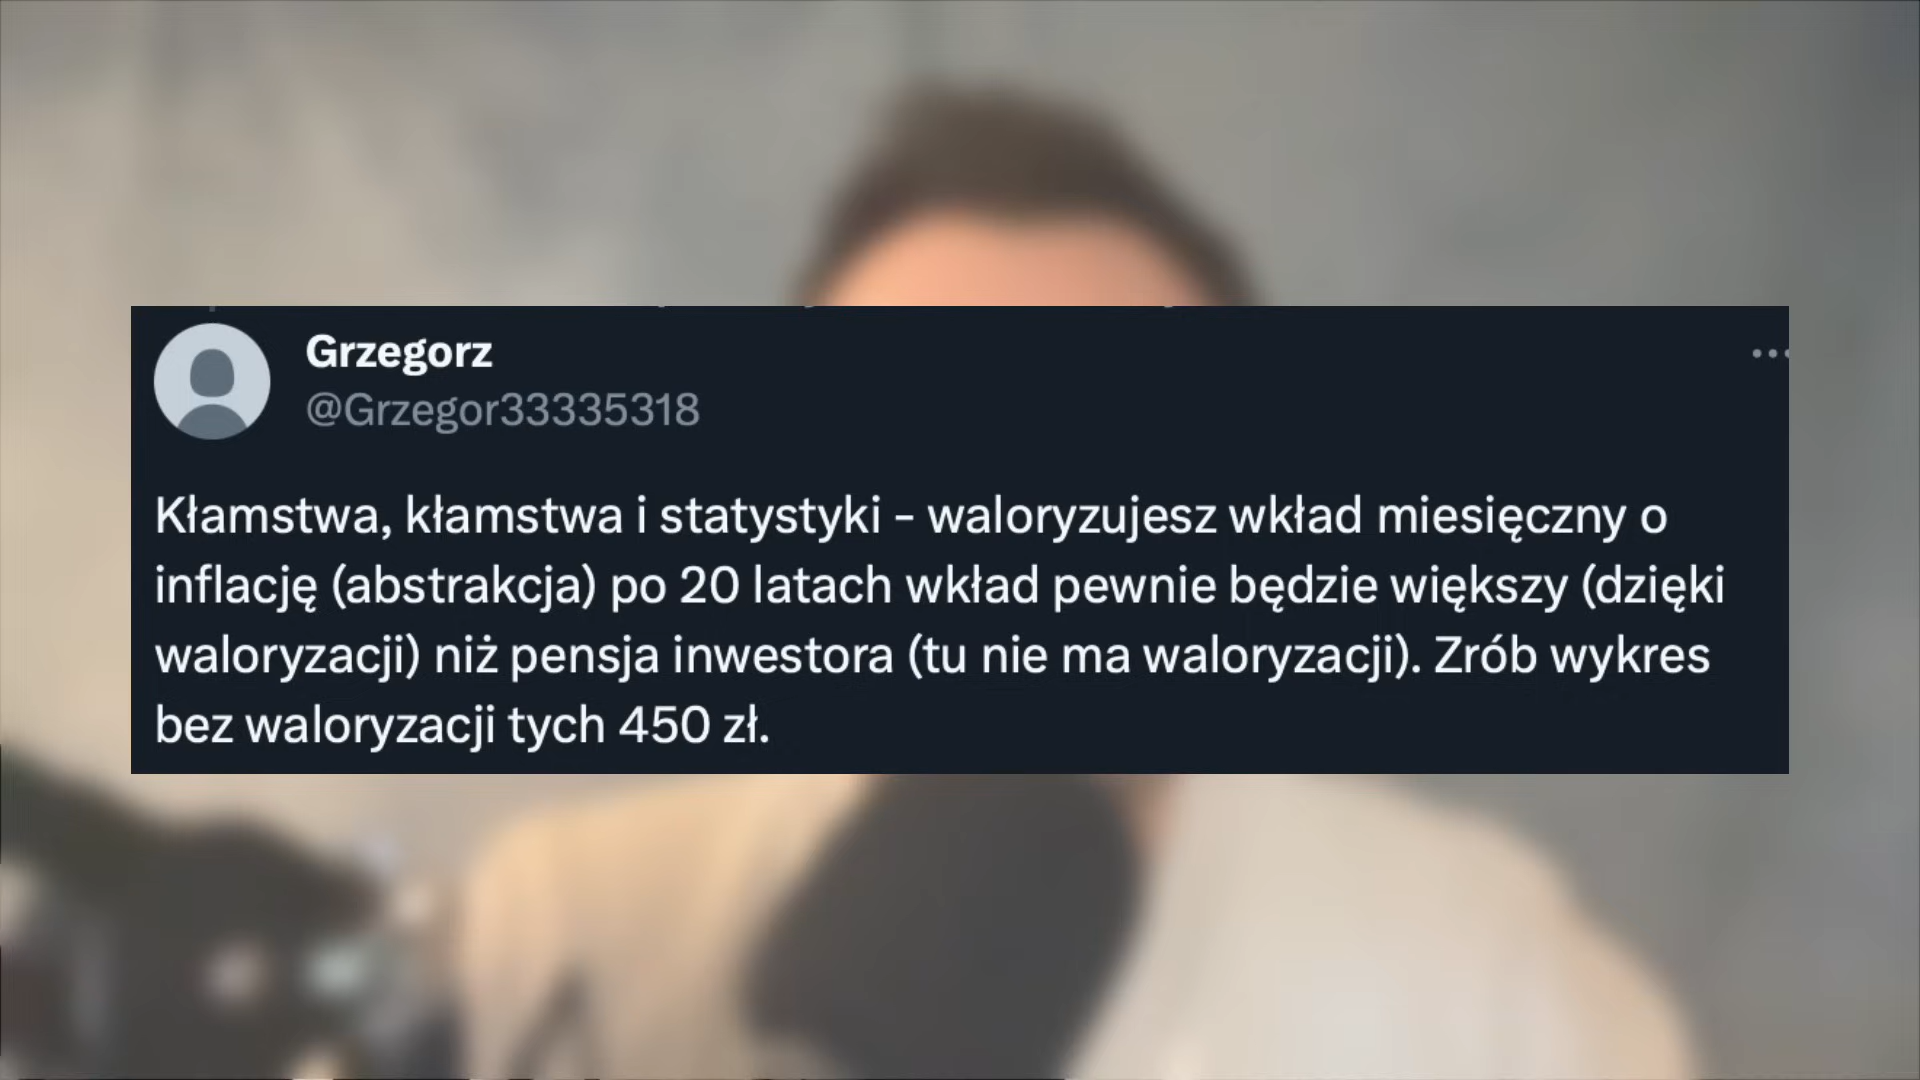 Grzegorz
@Grzegor33335318
Kłamstwa, kłamstwa i statystyki – waloryzujesz wkład miesięczny o
inflację (abstrakcja) po 20 latach wkład pewnie będzie większy (dzięki
waloryzacji) niż pensja inwestora (tu nie ma waloryzacji). Zrób wykres
bez waloryzacji tych 450 zł.